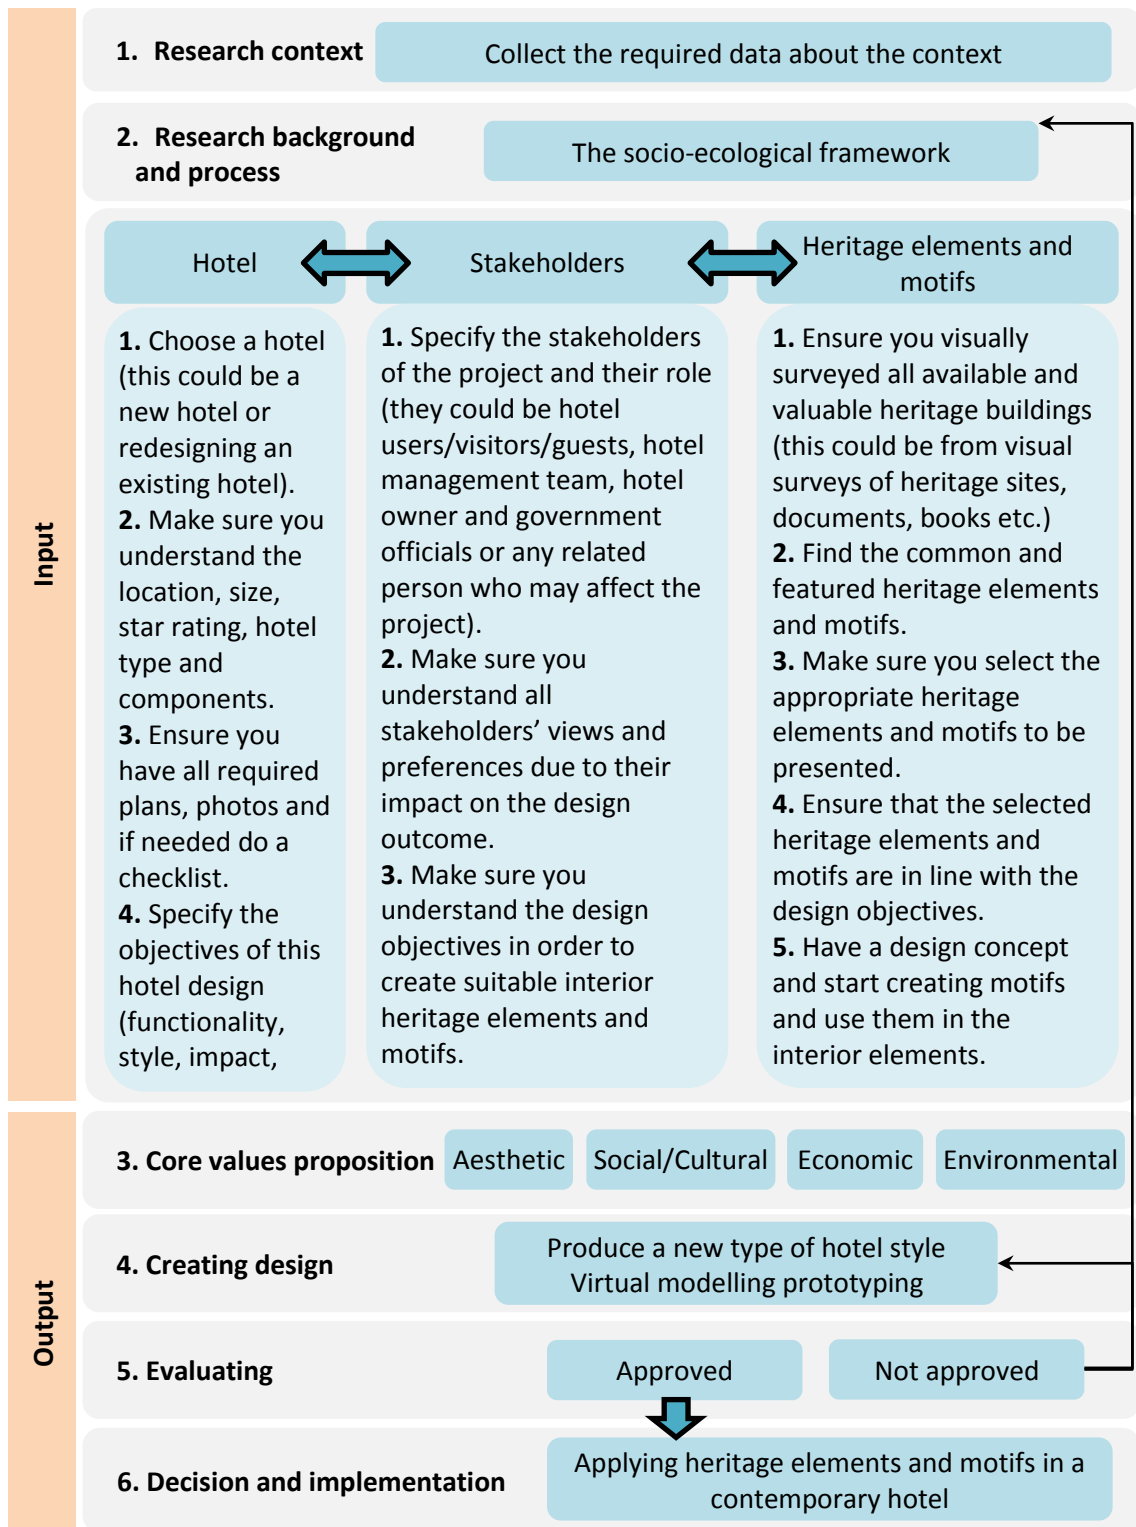 1. Research context
Collect the required data about the context
2. Research background
and process
The socio-ecological framework
Input
Hotel
Stakeholders
Heritage elements and
motifs
1. Choose a hotel
(this could be a
new hotel or
redesigning an
existing hotel).
2. Make sure you
understand the
location, size,
star rating, hotel
type and
components.
3. Ensure you
have all required
plans, photos and
if needed do a
checklist.
4. Specify the
objectives of this
hotel design
(functionality,
style, impact,
1. Specify the stakeholders
of the project and their role
(they could be hotel
users/visitors/guests, hotel
management team, hotel
owner and government
officials or any related
person who may affect the
project).
2. Make sure you
understand all
stakeholders’ views and
preferences due to their
impact on the design
outcome.
3. Make sure you
understand the design
objectives in order to
create suitable interior
heritage elements and
motifs.
1. Ensure you visually
surveyed all available and
valuable heritage buildings
(this could be from visual
surveys of heritage sites,
documents, books etc.)
2. Find the common and
featured heritage elements
and motifs.
3. Make sure you select the
appropriate heritage
elements and motifs to be
presented.
4. Ensure that the selected
heritage elements and
motifs are in line with the
design objectives.
5. Have a design concept
and start creating motifs
and use them in the
interior elements.
Output
3. Core values proposition
Aesthetic
Social/Cultural
Economic
Environmental
4. Creating design
Produce a new type of hotel style
Virtual modelling prototyping
5. Evaluating
Approved
Not approved
6. Decision and implementation
Applying heritage elements and motifs in a
contemporary hotel